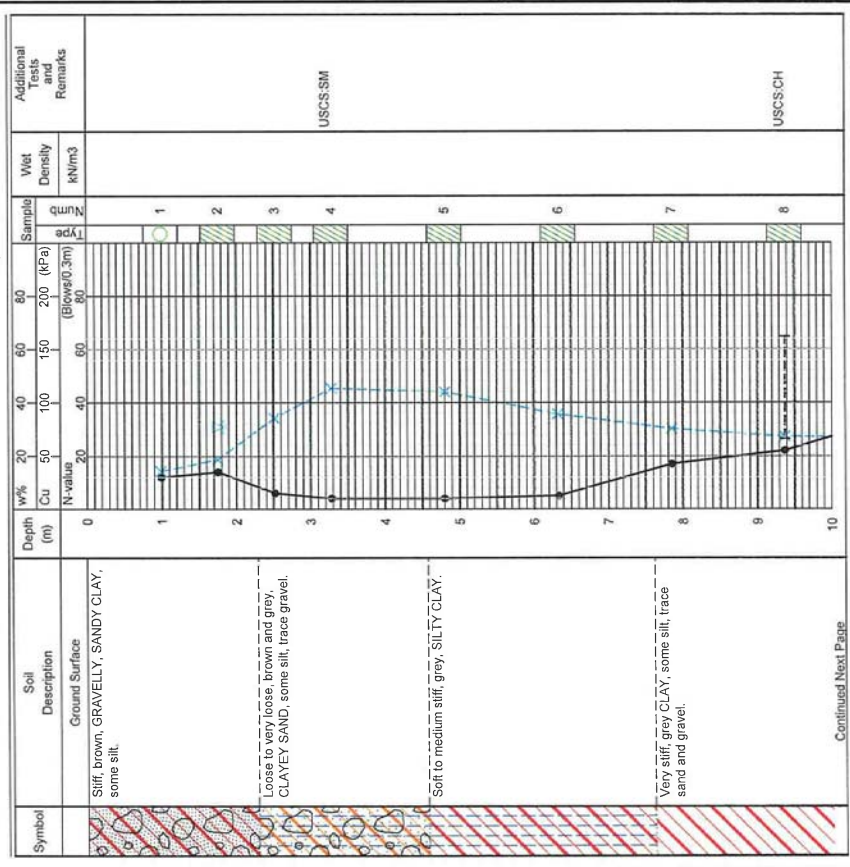 Symbol
Soil
Description
Depth
(m)
w%
20
40
60
80
Cu
50
100
150
200 (kPa)
N-value
20
40
60
80
(Blows/0.3m)
Sample
Type
Numb
Wet
Density
kN/m3
Additional
Tests
and
Remarks
Ground Surface
0
Stiff, brown, GRAVELLY, SANDY CLAY,
some silt.
1
1
2
2
Loose to very loose, brown and grey,
CLAYEY SAND, some silt, trace gravel.
3
3
4
USCS:SM
4
Soft to medium stiff, grey, SILTY CLAY.
5
5
6
6
7
Very stiff, grey CLAY, some silt, trace
sand and gravel.
7
8
9
8
USCS:CH
10
Continued Next Page